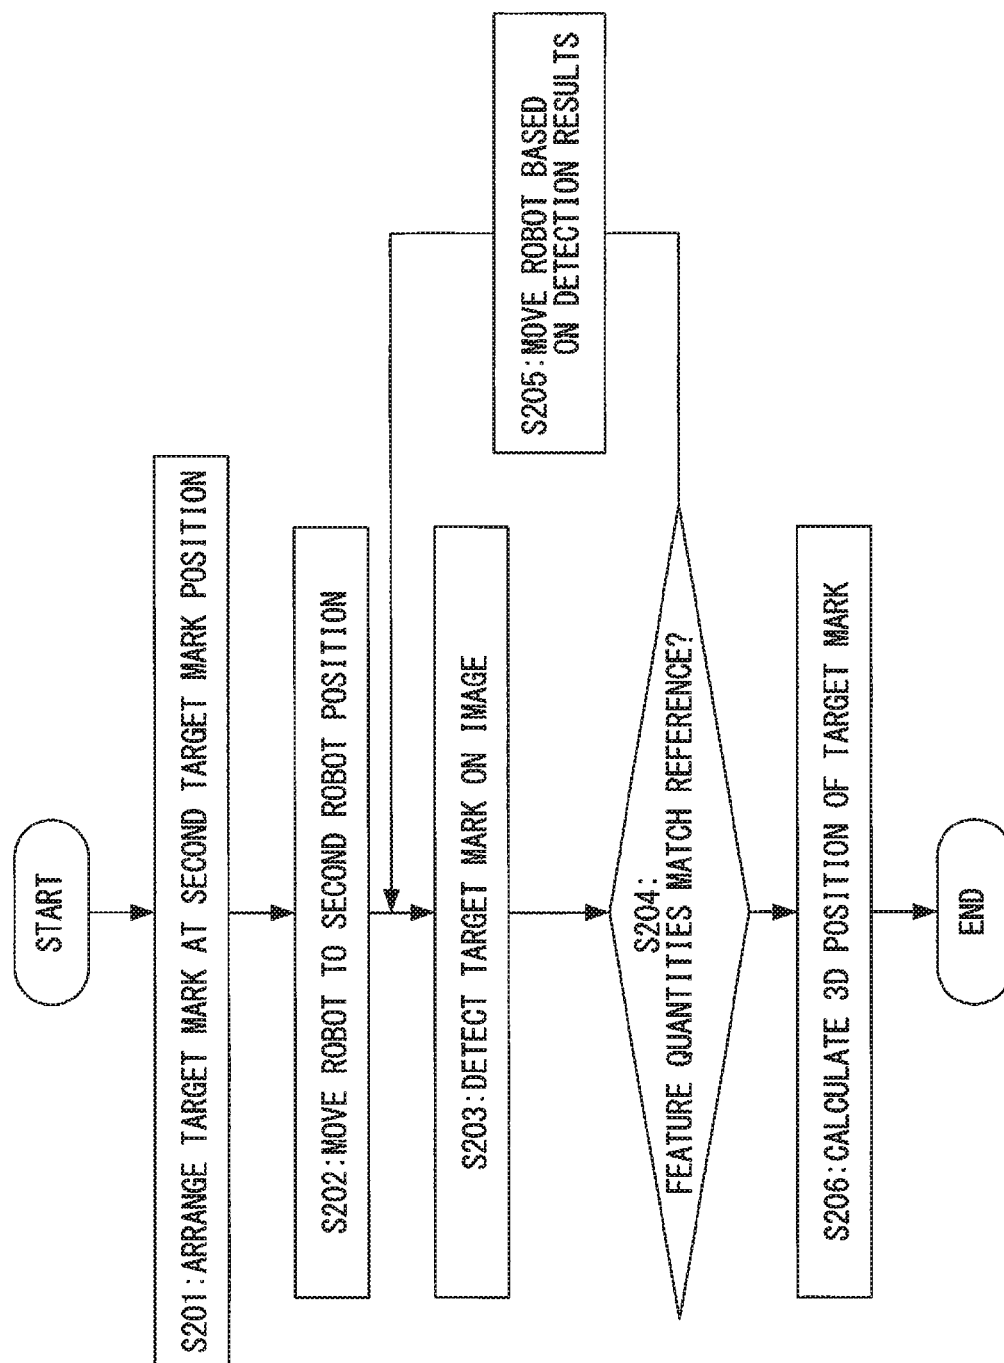 START
S201:ARRANGE TARGET MARK AT SECOND TARGET MARK POSITION
S202:MOVE ROBOT TO SECOND ROBOT POSITION
S203:DETECT TARGET MARK ON IMAGE
S204:
FEATURE QUANTITIES MATCH REFERENCE?
S205:MOVE ROBOT BASED
ON DETECTION RESULTS
S206:CALCULATE 3D POSITION OF TARGET MARK
END